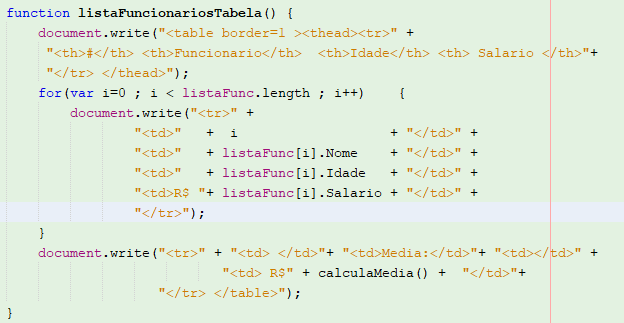 function listaFuncionariosTabela() {
    document.write("<table border=1 ><thead><tr>" +
     "<th>#</th> <th>Funcionario</th>  <th>Idade</th> <th> Salario </th>"+
     "</tr> </thead>");
    for(var i=0 ; i < listaFunc.length ; i++)    {
        document.write("<tr>" +
                "<td>"   +  i                   + "</td>" +
                "<td>"   + listaFunc[i].Nome    + "</td>" +
                "<td>"   + listaFunc[i].Idade   + "</td>" +
                "<td>R$ "+ listaFunc[i].Salario + "</td>" +
                "</tr>");
    }
    document.write("<tr>" + "<td> </td>"+ "<td>Media:</td>"+ "<td></td>" +
                           "<td> R$" + calculaMedia() +  "</td>"+
                   "</tr> </table>");
}